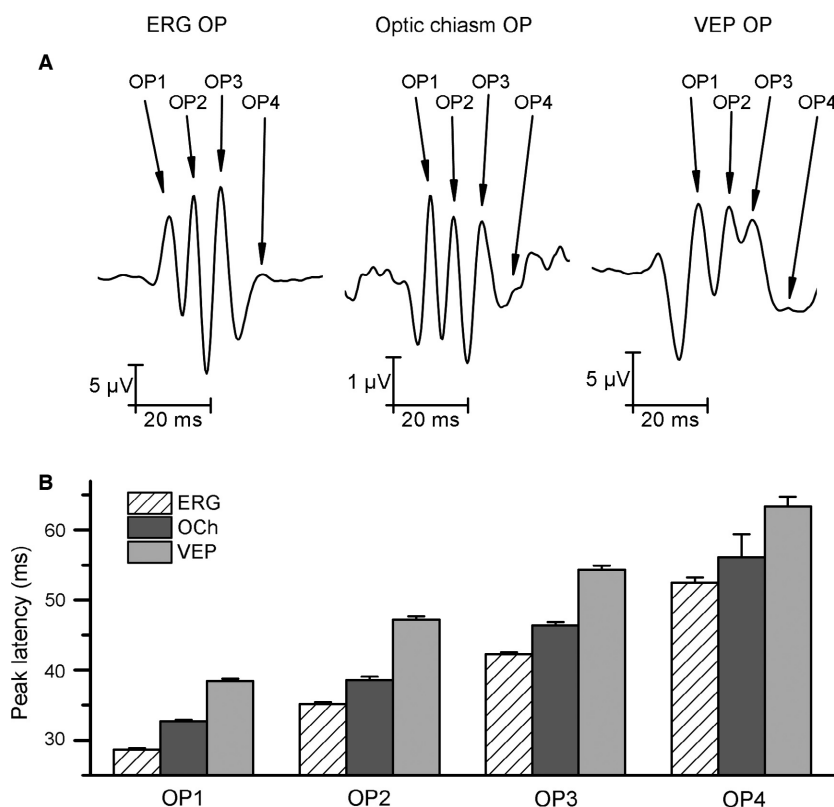 ERG OP Optic chiasm OP VEP OP
A
OP1 OP2 OP3 OP4
OP1 OP2 OP3 OP4
OP1 OP2 OP3 OP4
5 µV
20 ms
1 µV
20 ms
5 µV
20 ms
B
ERG
OCh
VEP
Peak latency (ms)
60
50
40
30
OP1 OP2 OP3 OP4